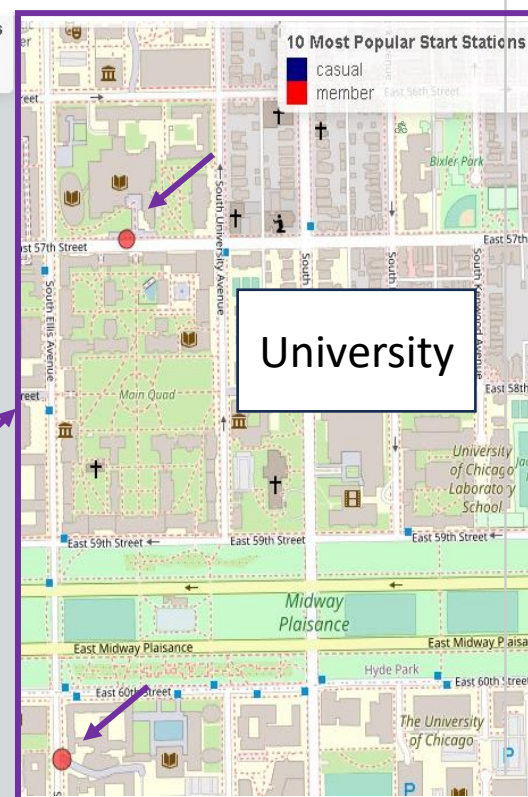 10 Most Popular Start Stations
casual
member
East 56th Street
Bixler Park
South University Avenue
57th Street
East 57th
South Ellis Avenue
South
South
South Kenwood Avenue
University
East 58th
Main Quad
University
of Chicago
Laboratory
School
East 59th Street
East 59th Street
East 59th Street
Midway
Plaisance
East Midway Plaisance
East Midway Plaisa
Hyde Park
East 60th Street
East 60th Street
The University
of Chicago
P
P